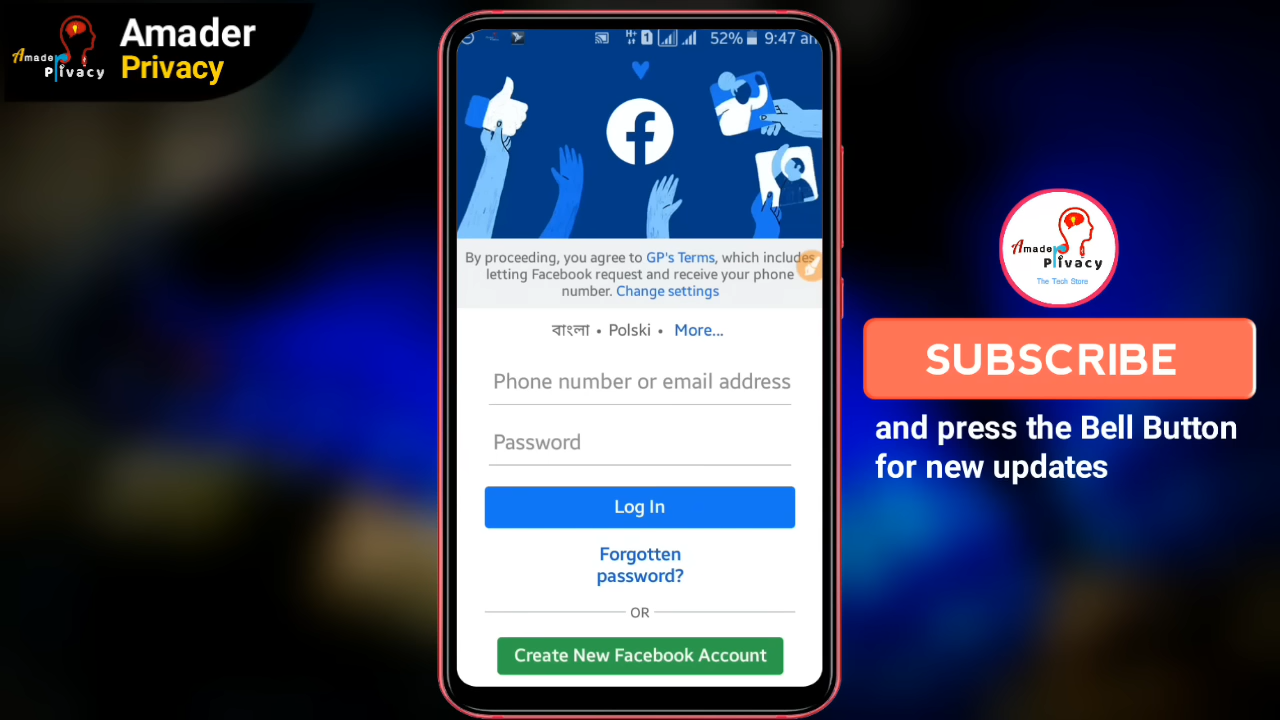 Amader
Privacy
Amader
Privacy
1 52% 9:47 am
By proceeding, you agree to GP's Terms, which includes
letting Facebook request and receive your phone
number. Change settings
বাংলা • Polski • More...
Phone number or email address
Password
Log In
Forgotten
password?
OR
Create New Facebook Account
Amader
Privacy
The Tech Store
SUBSCRIBE
and press the Bell Button
for new updates